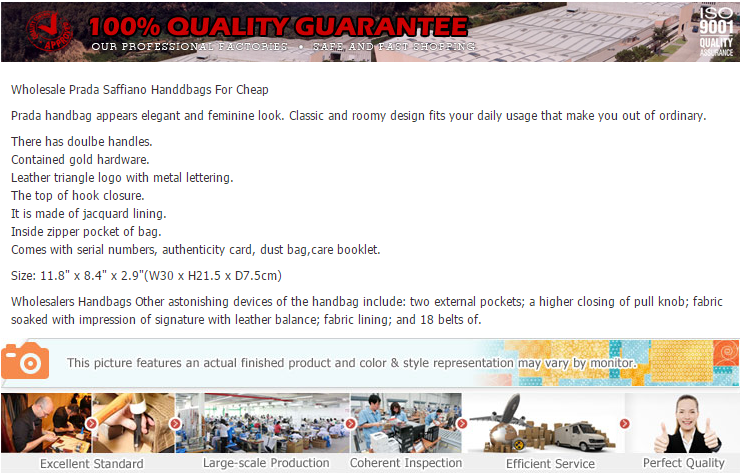 100% QUALITY GUARANTEE
OUR PROFESSIONAL FACTORIES • SAFE AND FAST SHOPPING
ISO
9001
QUALITY
ASSURANCE
Wholesale Prada Saffiano Handdbags For Cheap
Prada handbag appears elegant and feminine look. Classic and roomy design fits your daily usage that make you out of ordinary.
There has doulbe handles.
Contained gold hardware.
Leather triangle logo with metal lettering.
The top of hook closure.
It is made of jacquard lining.
Inside zipper pocket of bag.
Comes with serial numbers, authenticity card, dust bag,care booklet.
Size: 11.8" x 8.4" x 2.9"(W30 x H21.5 x D7.5cm)
Wholesalers Handbags Other astonishing devices of the handbag include: two external pockets; a higher closing of pull knob; fabric
soaked with impression of signature with leather balance; fabric lining; and 18 belts of.
This picture features an actual finished product and color & style representation may vary by monitor.
Excellent Standard
Large-scale Production
Coherent Inspection
Efficient Service
Perfect Quality